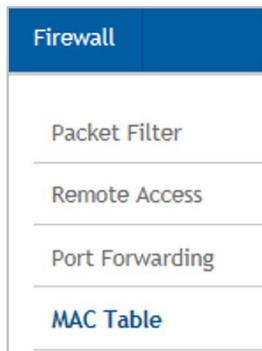 Firewall
Packet Filter
Remote Access
Port Forwarding
MAC Table